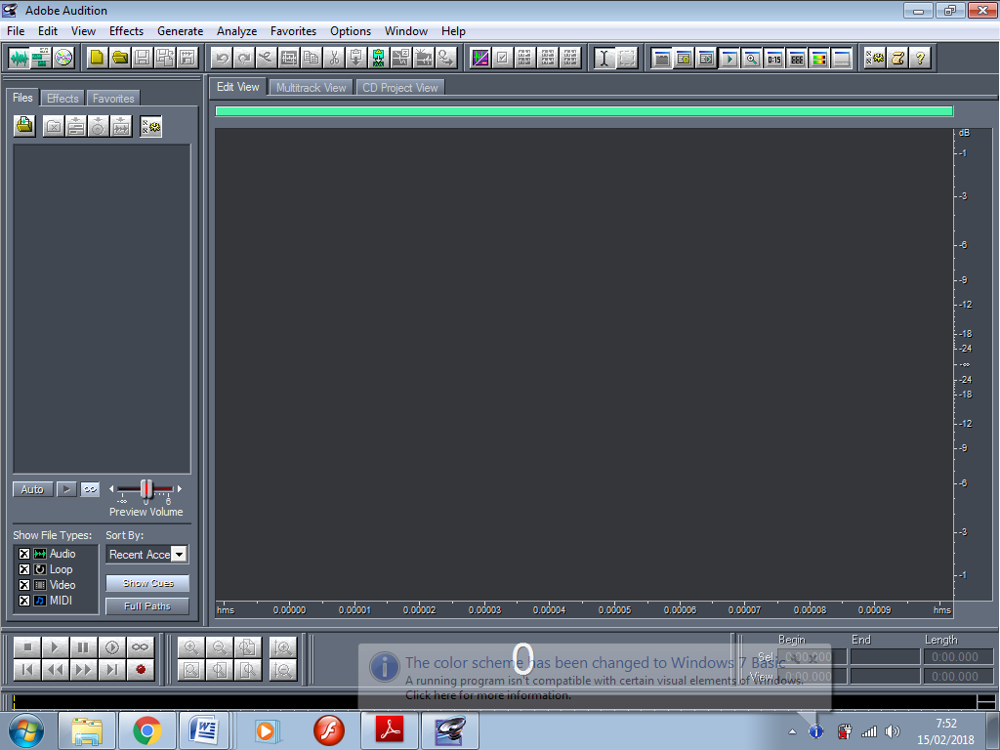 Adobe Audition
File Edit View Effects Generate Analyze Favorites Options Window Help
0:15
Files Effects Favorites
Edit View Multitrack View CD Project View
dB
-1
-3
-6
-9
-12
-18
-24
-∞
-24
-18
-12
-9
-6
-3
-1
hms 0.00000 0.00001 0.00002 0.00003 0.00004 0.00005 0.00006 0.00007 0.00008 0.00009 hms
Auto
-∞ 0 6
Preview Volume
Show File Types: Sort By:
Audio
Loop
Video
MIDI
Recent Acce
Show Cues
Full Paths
0
Begin End Length
Sel 0:00.000 0:00.000
View 0:00.000 0:00.000
The color scheme has been changed to Windows 7 Basic
A running program isn't compatible with certain visual elements of Windows.
Click here for more information.
7:52
15/02/2018